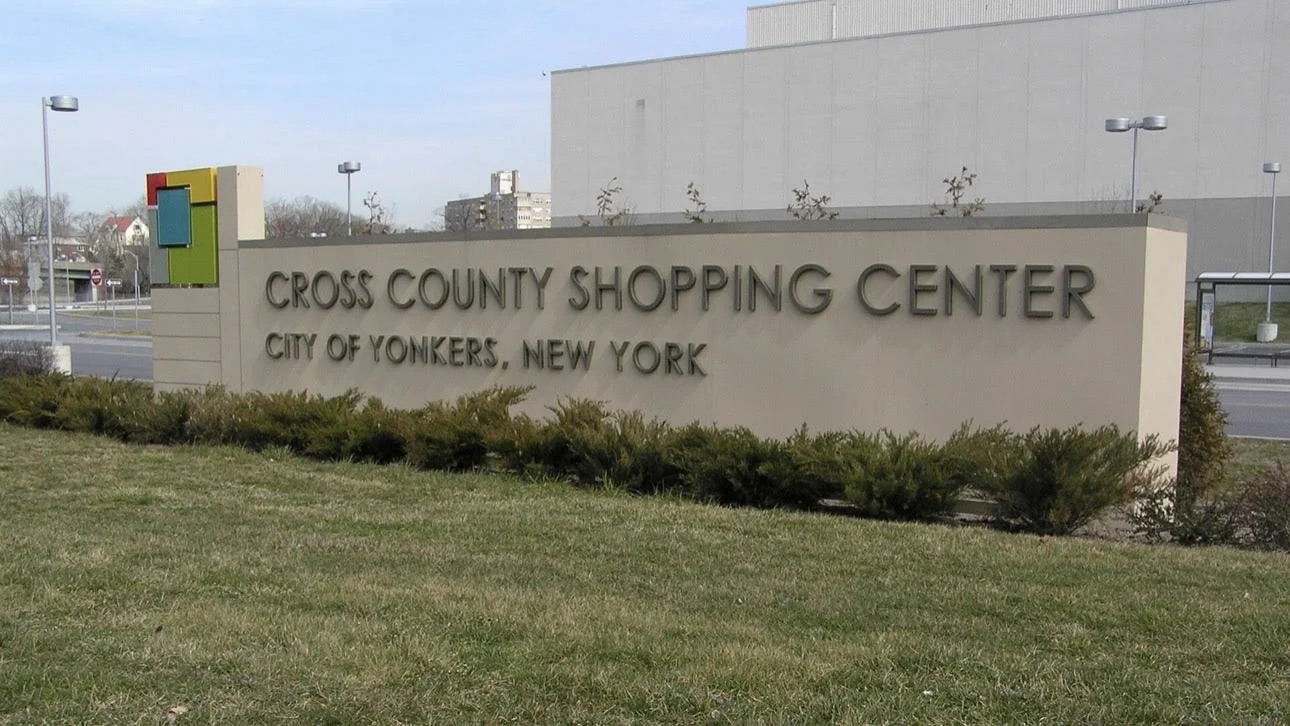 CROSS COUNTY SHOPPING CENTER
CITY OF YONKERS, NEW YORK